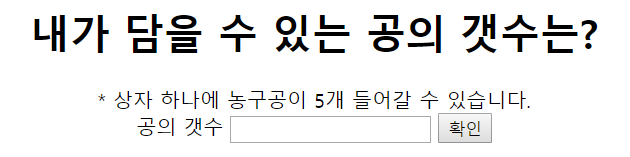 내가 담을 수 있는 공의 갯수는?
* 상자 하나에 농구공이 5개 들어갈 수 있습니다.
공의 갯수 확인